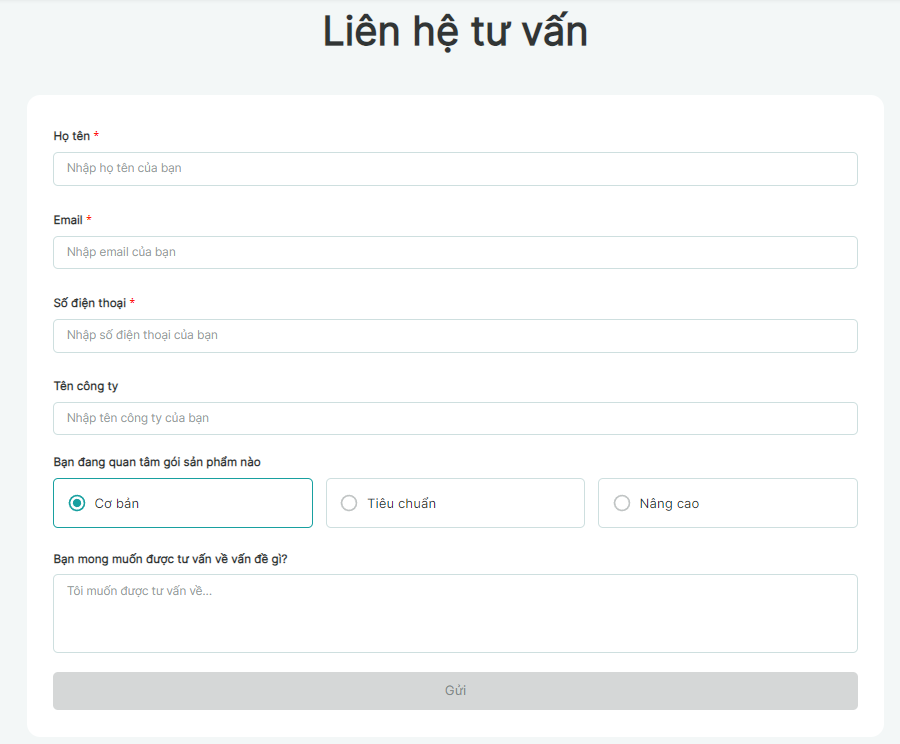 Liên hệ tư vấn
Họ tên *
Nhập họ tên của bạn
Email *
Nhập email của bạn
Số điện thoại *
Nhập số điện thoại của bạn
Tên công ty
Nhập tên công ty của bạn
Bạn đang quan tâm gói sản phẩm nào
Cơ bản
Tiêu chuẩn
Nâng cao
Bạn mong muốn được tư vấn về vấn đề gì?
Tôi muốn được tư vấn về...
Gửi